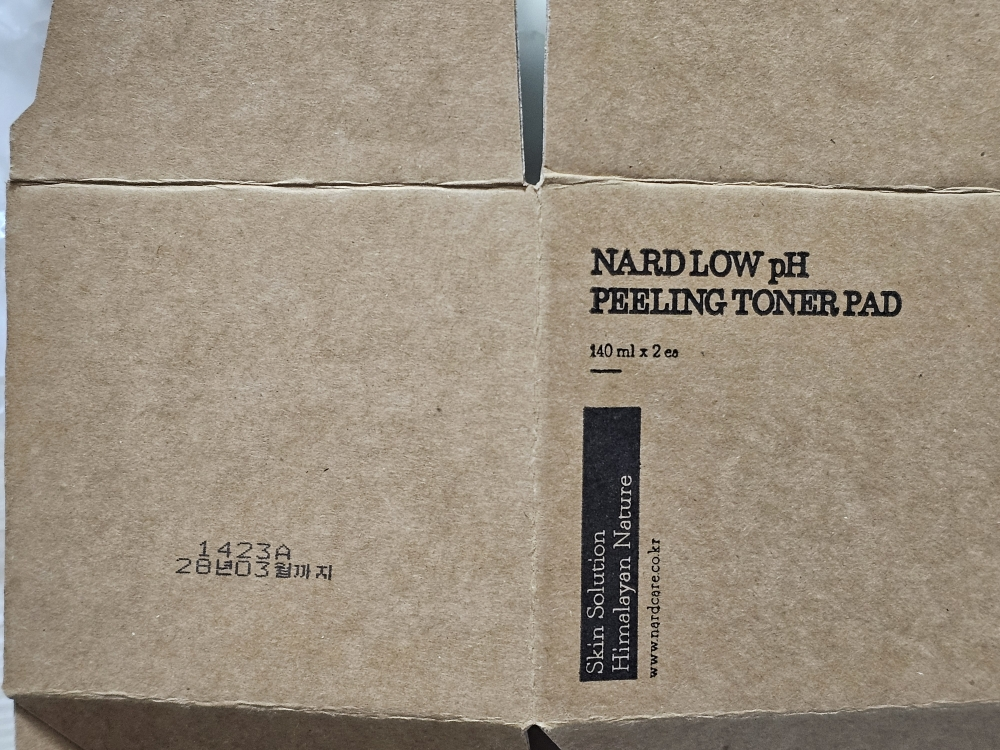 NARD LOW pH
PEELING TONER PAD
140 ml x 2 ea
Skin Solution
Himalayan Nature
www.nardcare.co.kr
1423A
28년03월까지